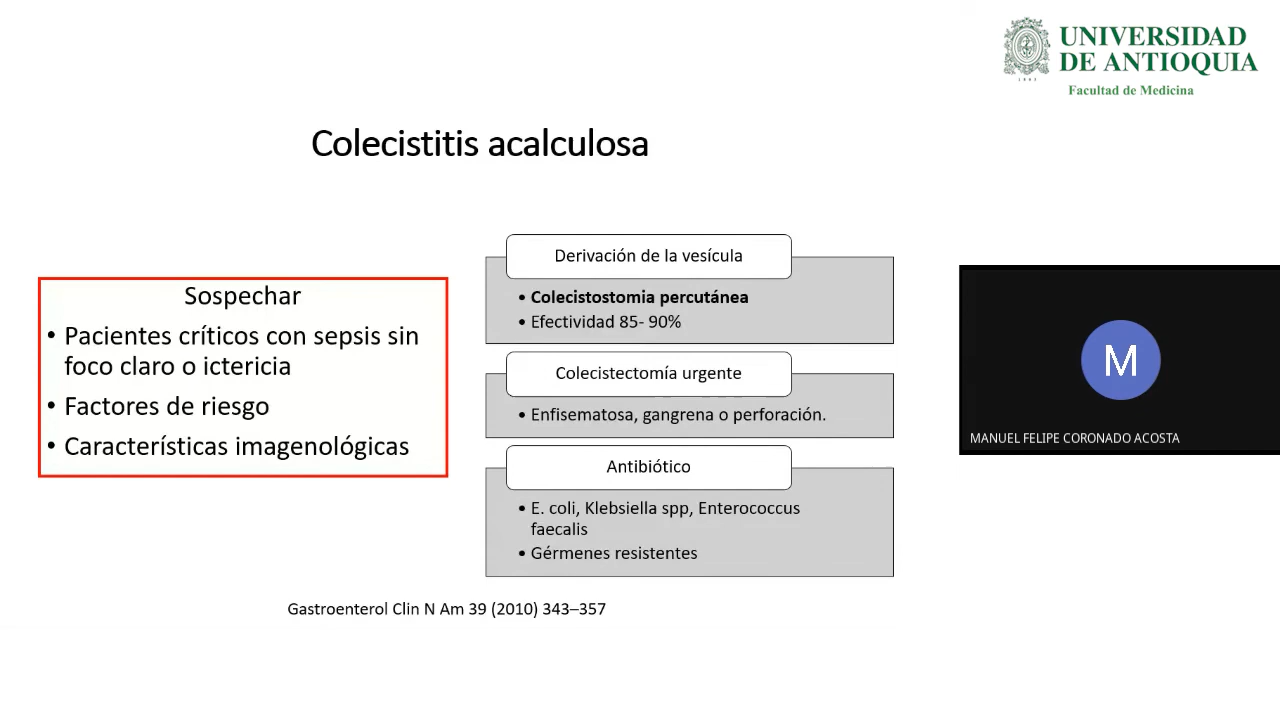 UNIVERSIDAD
DE ANTIOQUIA
1803
Facultad de Medicina
Colecistitis acalculosa
Sospechar
• Pacientes críticos con sepsis sin
foco claro o ictericia
• Factores de riesgo
• Características imagenológicas
Derivación de la vesícula
• Colecistostomia percutánea
• Efectividad 85- 90%
Colecistectomía urgente
• Enfisematosa, gangrena o perforación.
Antibiótico
• E. coli, Klebsiella spp, Enterococcus
faecalis
• Gérmenes resistentes
Gastroenterol Clin N Am 39 (2010) 343–357
M
MANUEL FELIPE CORONADO ACOSTA